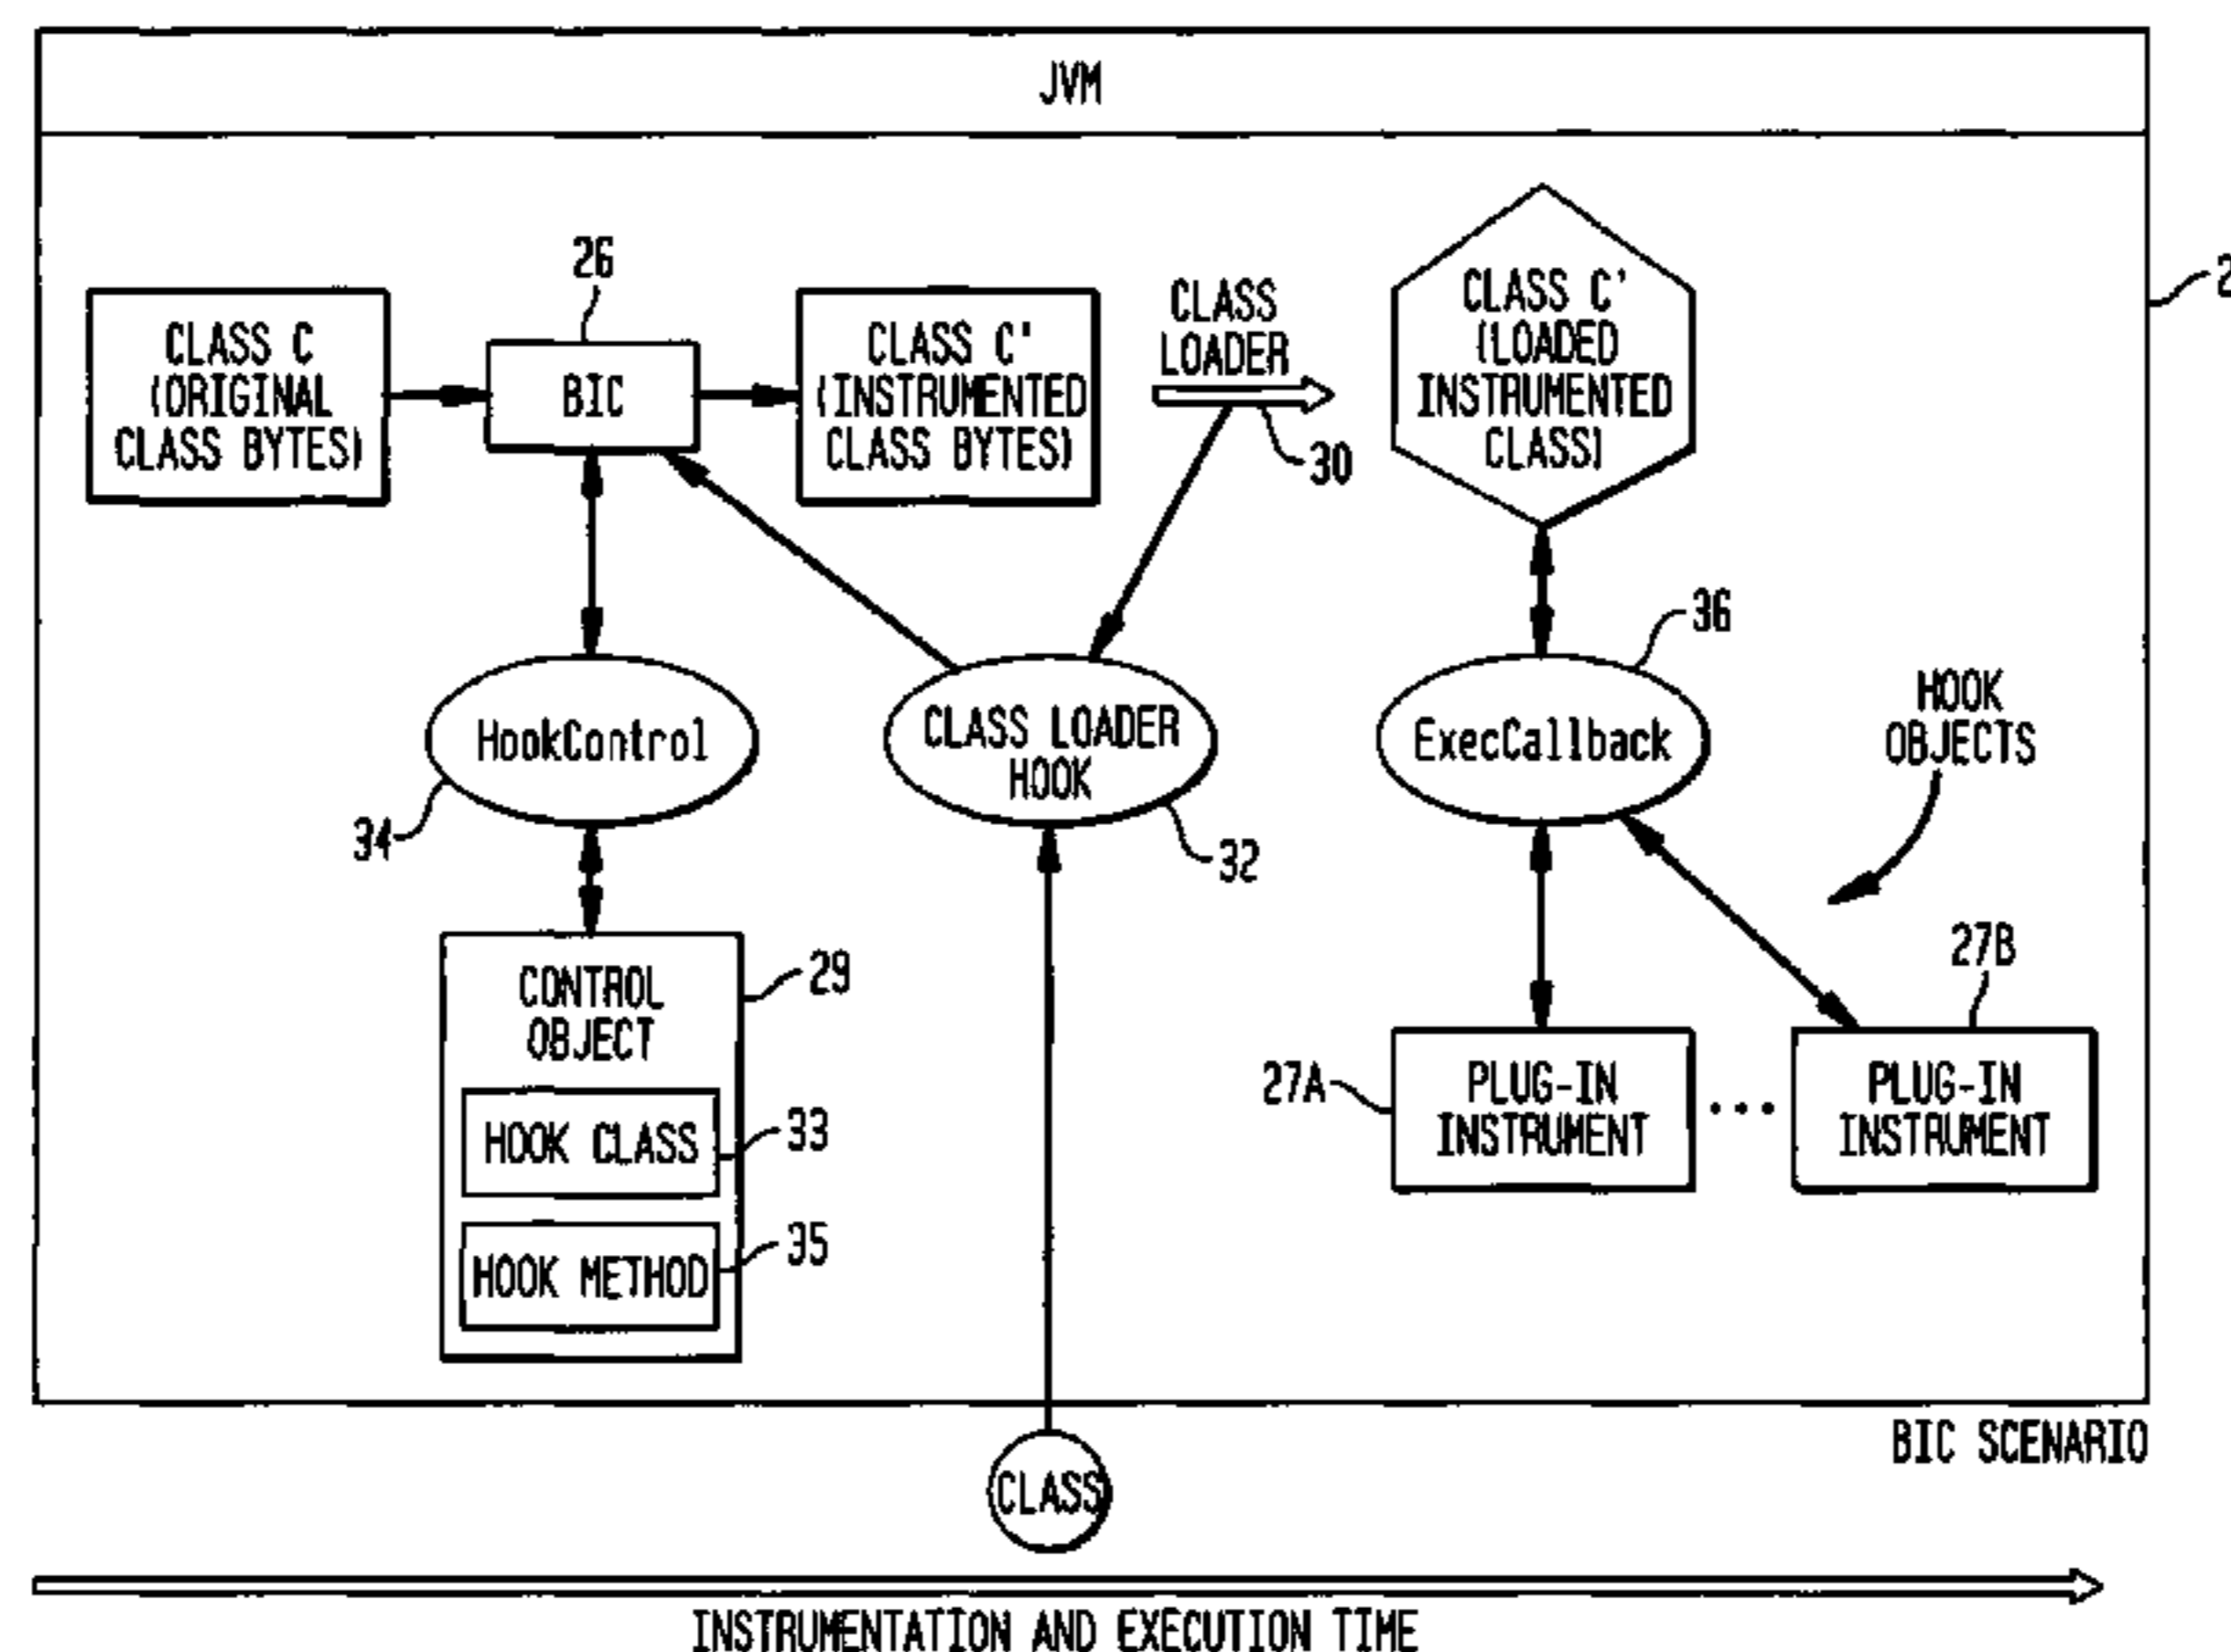 JVM
26
CLASS C
(ORIGINAL
CLASS BYTES)
BIC
CLASS C'
(INSTRUMENTED
CLASS BYTES)
CLASS
LOADER
30
CLASS C'
(LOADED
INSTRUMENTED
CLASS)
HookControl
34
CLASS LOADER
HOOK
32
ExecCallback
36
HOOK
OBJECTS
CONTROL
OBJECT
29
HOOK CLASS
33
HOOK METHOD
35
27A
PLUG-IN
INSTRUMENT
...
27B
PLUG-IN
INSTRUMENT
BIC SCENARIO
CLASS
INSTRUMENTATION AND EXECUTION TIME